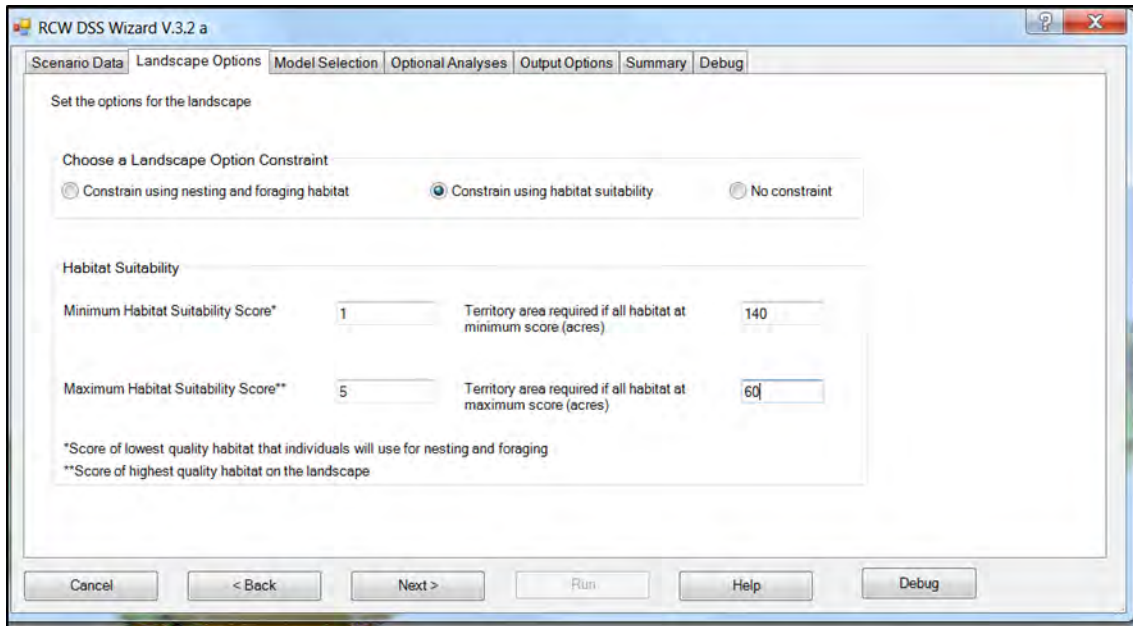 RCW DSS Wizard V.3.2 a
Scenario Data Landscape Options Model Selection Optional Analyses Output Options Summary Debug
Set the options for the landscape
Choose a Landscape Option Constraint
Constrain using nesting and foraging habitat Constrain using habitat suitability No constraint
Habitat Suitability
Minimum Habitat Suitability Score* 1 Territory area required if all habitat at 140
minimum score (acres)
Maximum Habitat Suitability Score** 5 Territory area required if all habitat at 60
maximum score (acres)
*Score of lowest quality habitat that individuals will use for nesting and foraging
**Score of highest quality habitat on the landscape
Cancel < Back Next > Run Help Debug